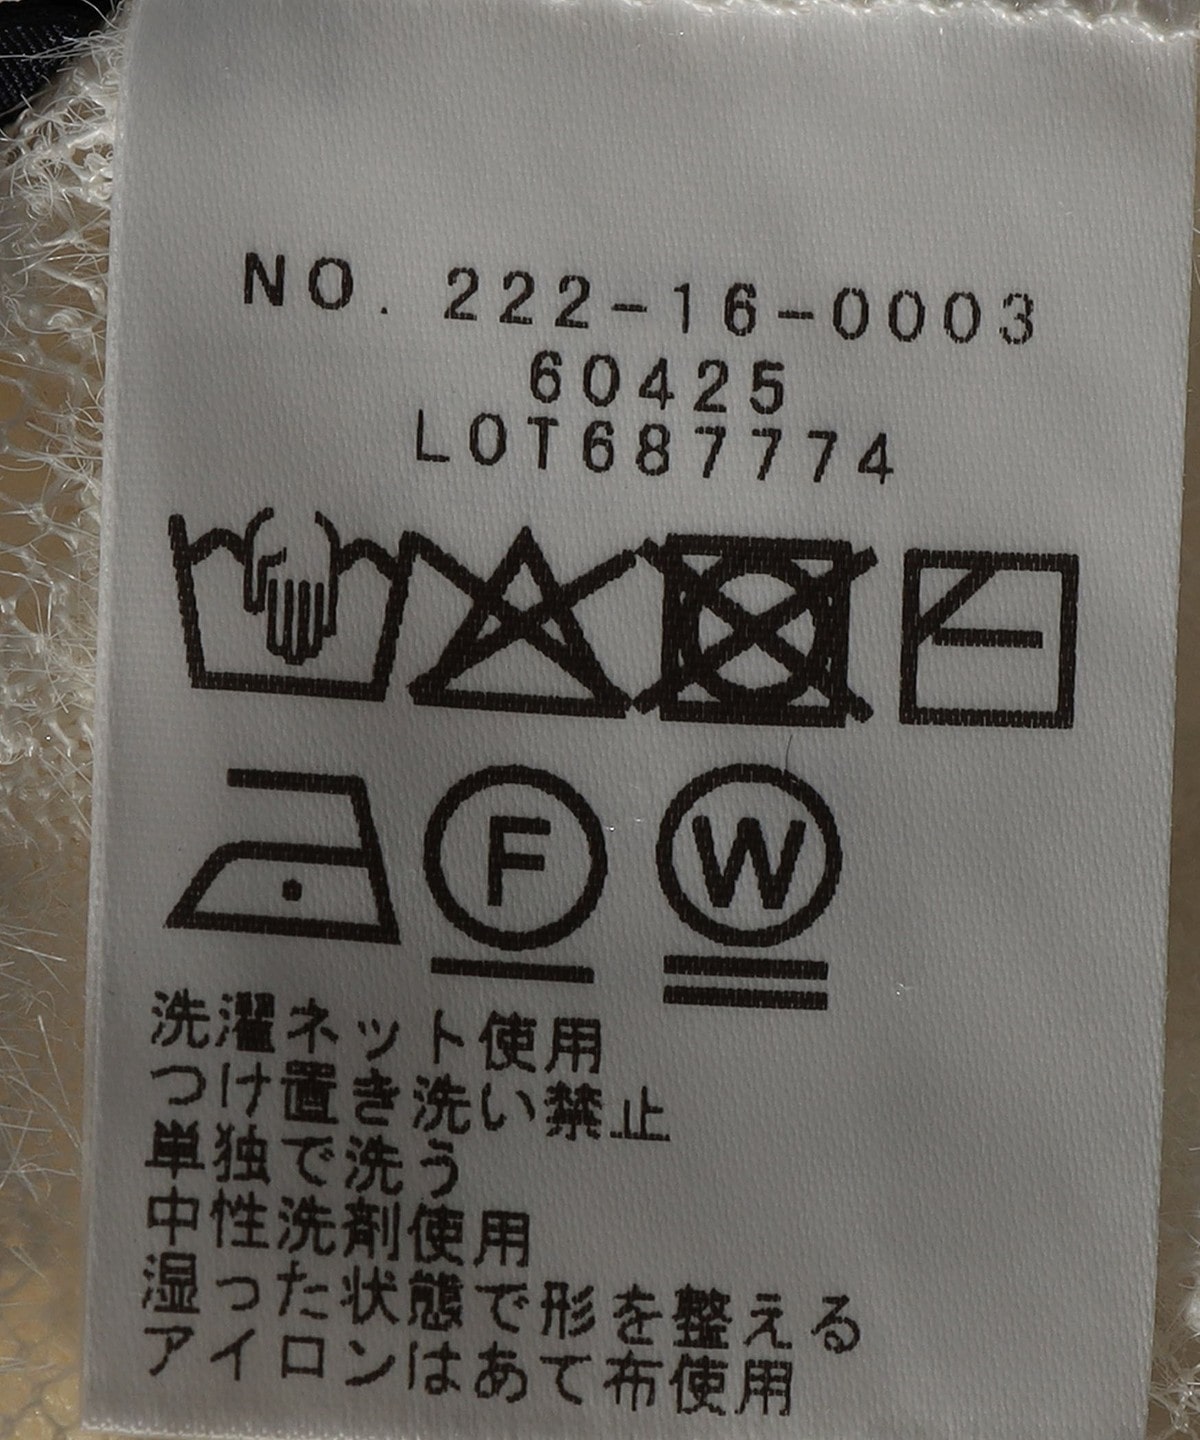 NO. 222-16-0003
60425
LOT687774
F W
洗濯ネット使用
つけ置き洗い禁止
単独で洗う
中性洗剤使用
湿った状態で形を整える
アイロンはあて布使用